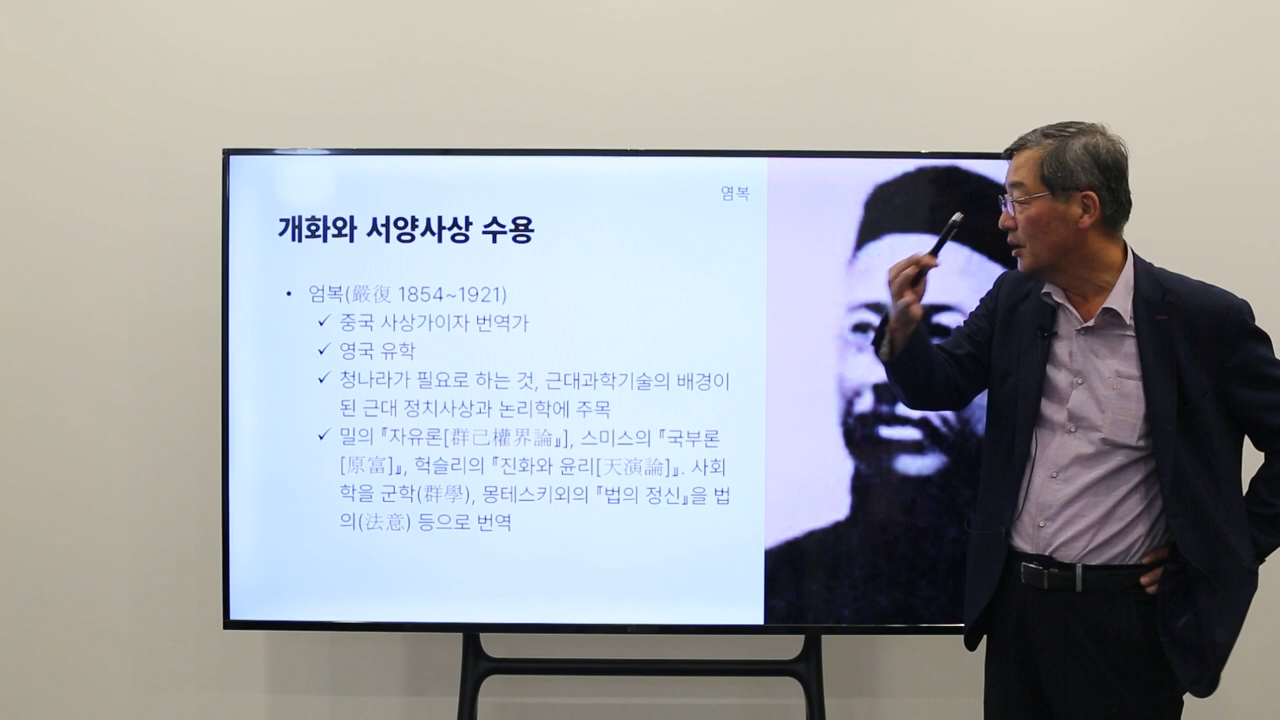 염복
개화와 서양사상 수용
• 엄복(嚴復 1854~1921)
✓ 중국 사상가이자 번역가
✓ 영국 유학
✓ 청나라가 필요로 하는 것, 근대과학기술의 배경이
된 근대 정치사상과 논리학에 주목
✓ 밀의 『자유론[群己權界論』], 스미스의 『국부론
[原富]』, 헉슬리의 『진화와 윤리[天演論]』. 사회
학을 군학(群學), 몽테스키외의 『법의 정신』을 법
의(法意) 등으로 번역